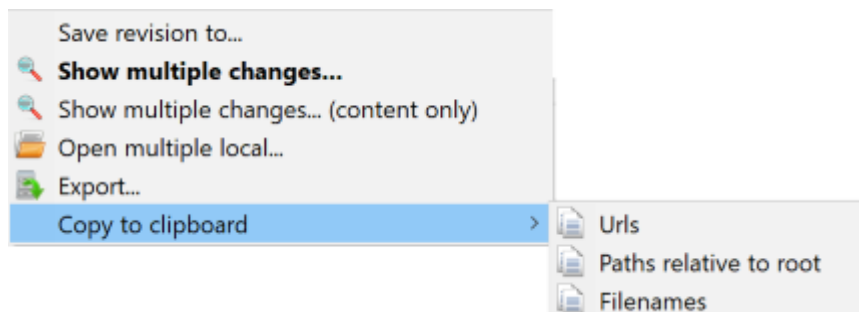 Save revision to...
Show multiple changes...
Show multiple changes... (content only)
Open multiple local...
Export...
Copy to clipboard
Urls
Paths relative to root
Filenames